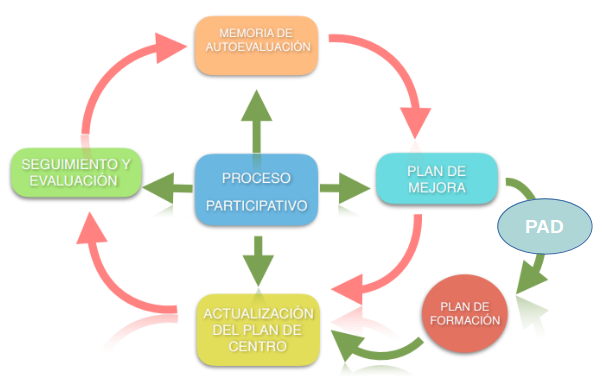 MEMORIA DE
AUTOEVALUACIÓN
SEGUIMIENTO Y
EVALUACIÓN
PROCESO
PARTICIPATIVO
PLAN DE
MEJORA
PAD
PLAN DE
FORMACIÓN
ACTUALIZACIÓN
DEL PLAN DE
CENTRO